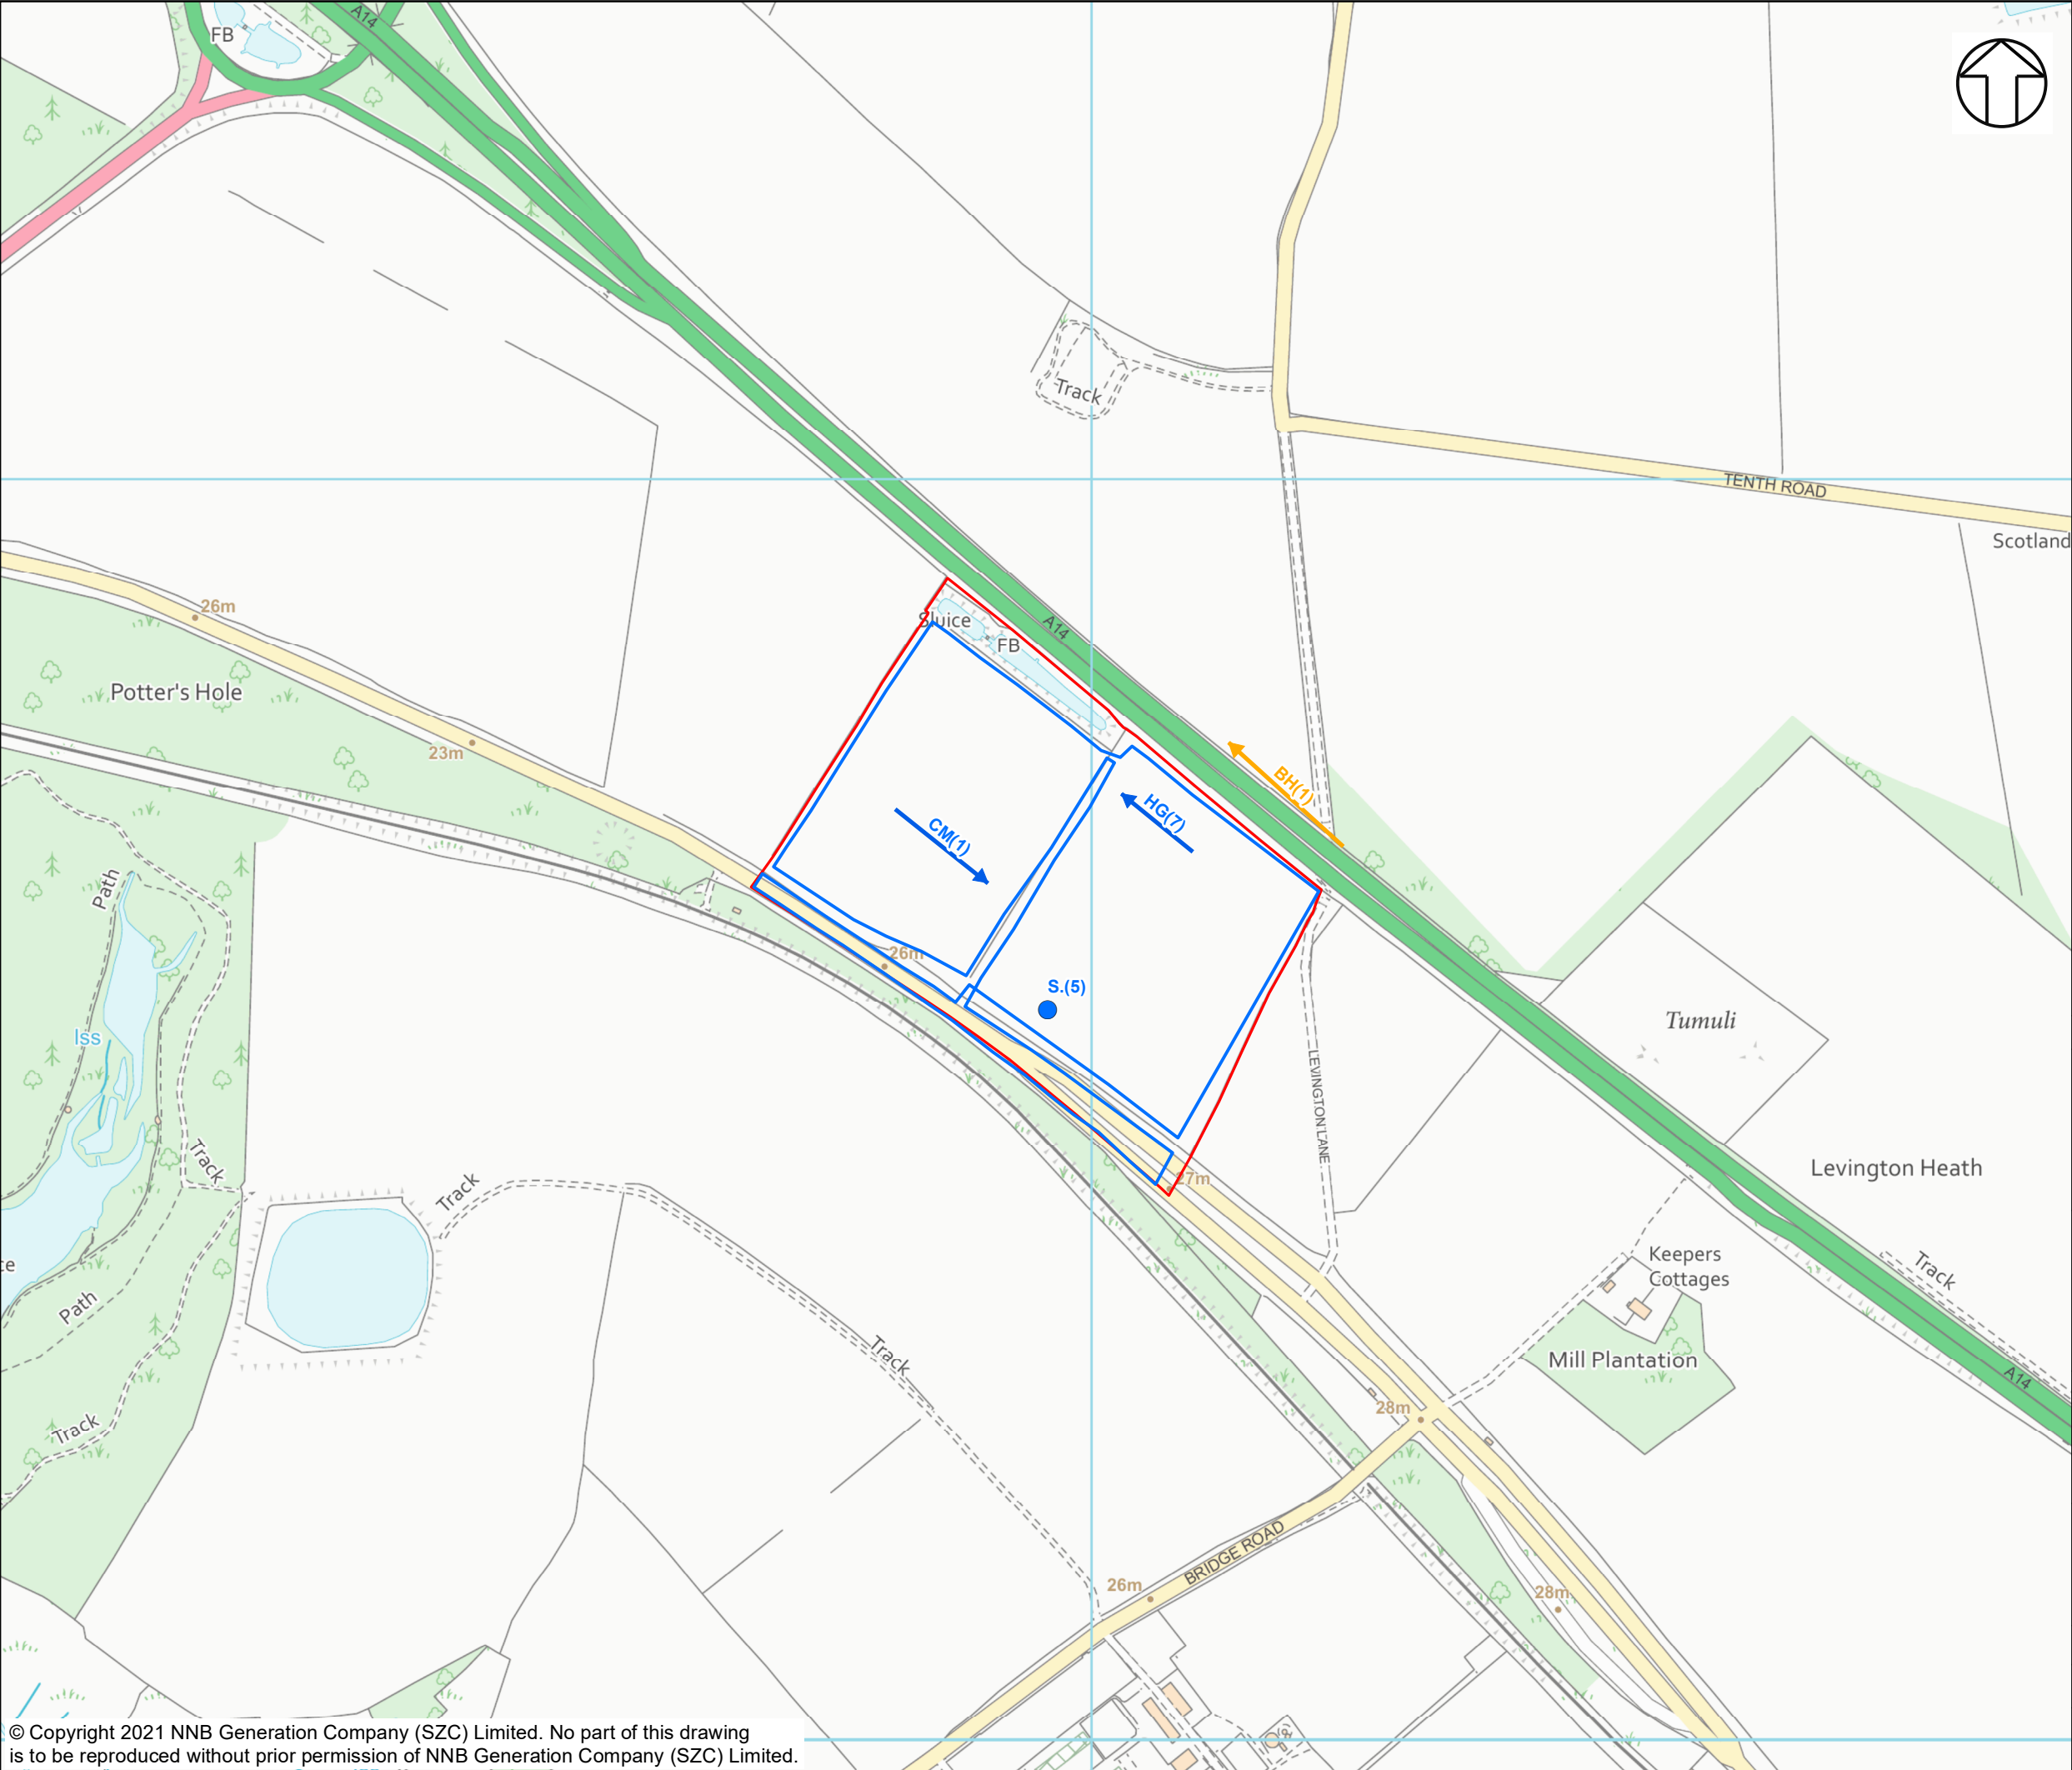 A14
FB
Track
TENTH ROAD
Scotland
26m
Sluice
A14
FB
Potter's Hole
23m
BH(1)
HG(7)
CM(1)
Path
26m
S.(5)
Tumuli
Iss
LEVINGTON LANE
Track
Levington Heath
27m
Track
Keepers
Cottages
Track
Path
Track
Mill Plantation
A14
28m
Track
BRIDGE ROAD
26m
28m
© Copyright 2021 NNB Generation Company (SZC) Limited. No part of this drawing
is to be reproduced without prior permission of NNB Generation Company (SZC) Limited.